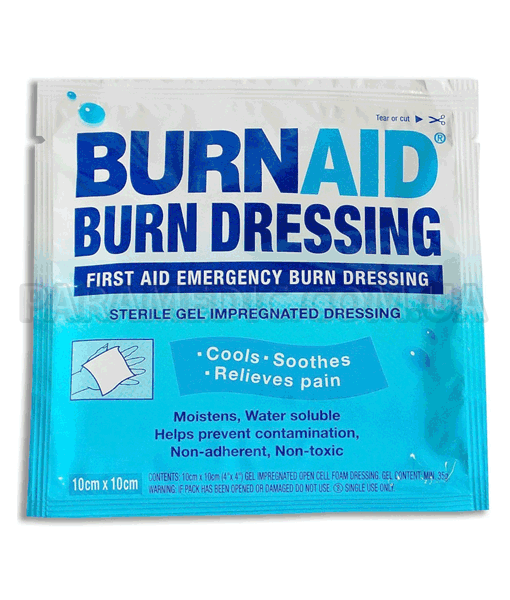 Tear or cut
BURNAID®
BURN DRESSING
FIRST AID EMERGENCY BURN DRESSING
STERILE GEL IMPREGNATED DRESSING
• Cools • Soothes
• Relieves pain
Moistens, Water soluble
Helps prevent contamination,
Non-adherent, Non-toxic
10cm x 10cm
CONTENTS: 10cm x 10cm (4"x 4") GEL IMPREGNATED OPEN CELL FOAM DRESSING. GEL CONTENT MIN. 35g
WARNING: IF PACK HAS BEEN OPENED OR DAMAGED DO NOT USE. ② SINGLE USE ONLY.